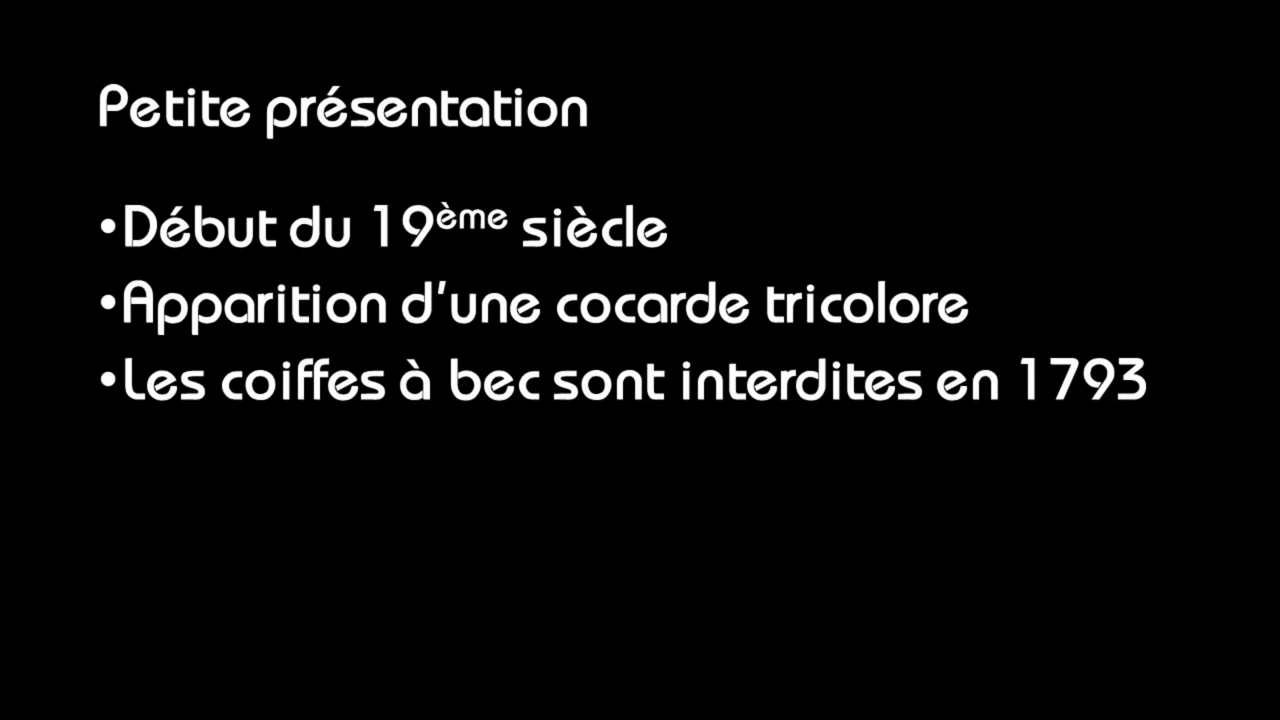 Petite présentation
•Début du 19ème siècle
•Apparition d'une cocarde tricolore
•Les coiffes à bec sont interdites en 1793